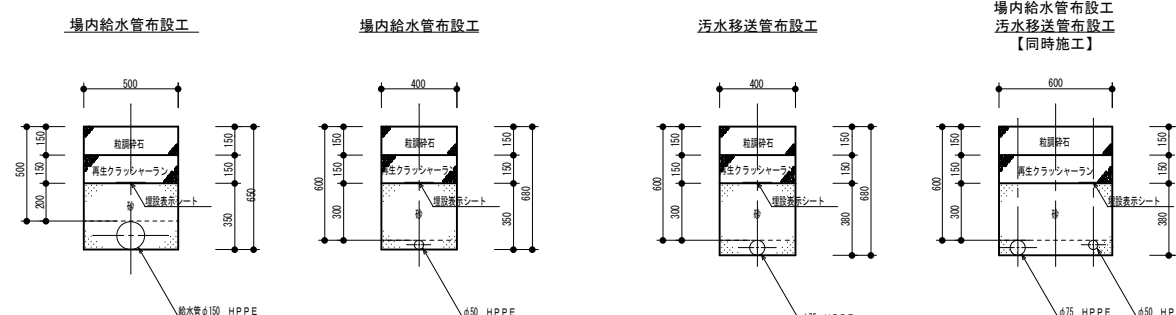 場内給水管布設工
500
150
150
200
500
粒調砕石
再生クラッシャーラン
埋設表示シート
砂
150
150
350
650
給水管φ150 HPPE
場内給水管布設工
400
150
150
300
600
粒調砕石
再生クラッシャーラン
埋設表示シート
砂
150
150
350
680
φ50 HPPE
汚水移送管布設工
400
150
150
300
600
粒調砕石
再生クラッシャーラン
埋設表示シート
砂
150
150
380
680
φ75 HPPE
場内給水管布設工
汚水移送管布設工
【同時施工】
600
150
150
300
600
粒調砕石
再生クラッシャーラン
埋設表示シート
砂
150
150
380
φ75 HPPE
φ50 HP